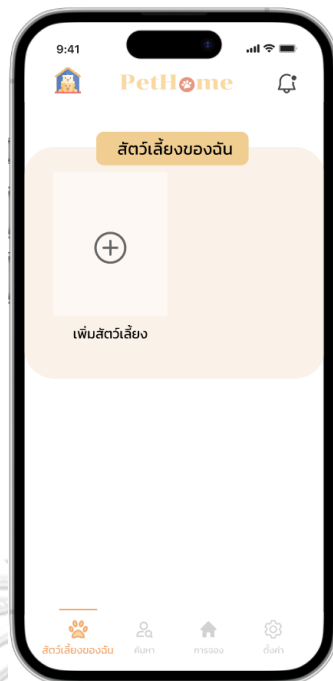 9:41
PetHome
สัตว์เลี้ยงของฉัน
เพิ่มสัตว์เลี้ยง
สัตว์เลี้ยงของฉัน
ค้นหา
การจอง
ตั้งค่า